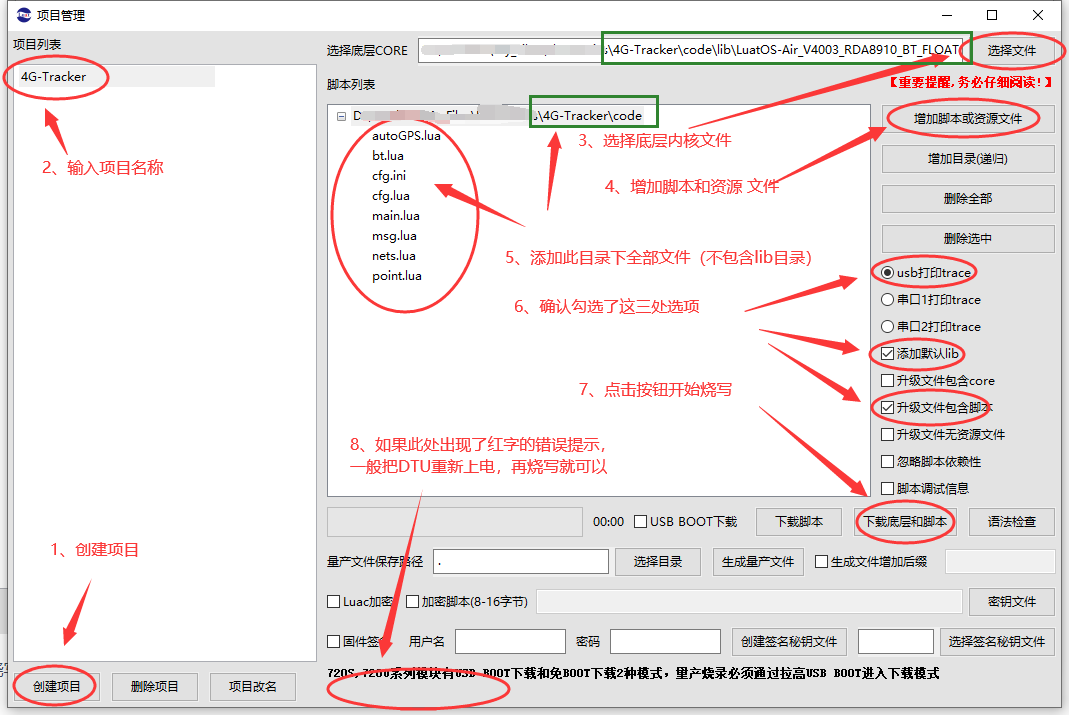 项目管理
项目列表
4G-Tracker
2、输入项目名称
1、创建项目
创建项目
删除项目
项目改名
选择底层CORE
\4G-Tracker\code\lib\LuatOS-Air_V4003_RDA8910_BT_FLOAT
选择文件
【重要提醒,务必仔细阅读!】
脚本列表
\4G-Tracker\code
autoGPS.lua
bt.lua
cfg.ini
cfg.lua
main.lua
msg.lua
nets.lua
point.lua
3、选择底层内核文件
4、增加脚本和资源 文件
5、添加此目录下全部文件（不包含lib目录）
6、确认勾选了这三处选项
7、点击按钮开始烧写
8、如果此处出现了红字的错误提示，
一般把DTU重新上电，再烧写就可以
增加脚本或资源文件
增加目录(递归)
删除全部
删除选中
usb打印trace
串口1打印trace
串口2打印trace
添加默认lib
升级文件包含core
升级文件包含脚本
升级文件无资源文件
忽略脚本依赖性
脚本调试信息
00:00
USB BOOT下载
下载脚本
下载底层和脚本
语法检查
量产文件保存路径
.
选择目录
生成量产文件
生成文件增加后缀
Luac加密
加密脚本(8-16字节)
密钥文件
固件签
用户名
密码
创建签名秘钥文件
选择签名秘钥文件
720S,720U系列模块有USB BOOT下载和免BOOT下载2种模式，量产烧录必须通过拉高USB BOOT进入下载模式